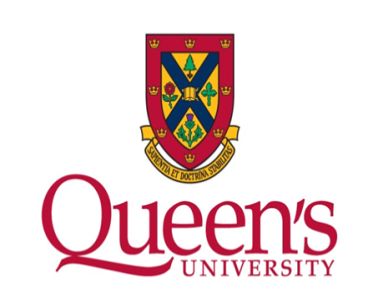 SAPIENTIA ET DOCTRINA STABILITAS
Queen's
UNIVERSITY